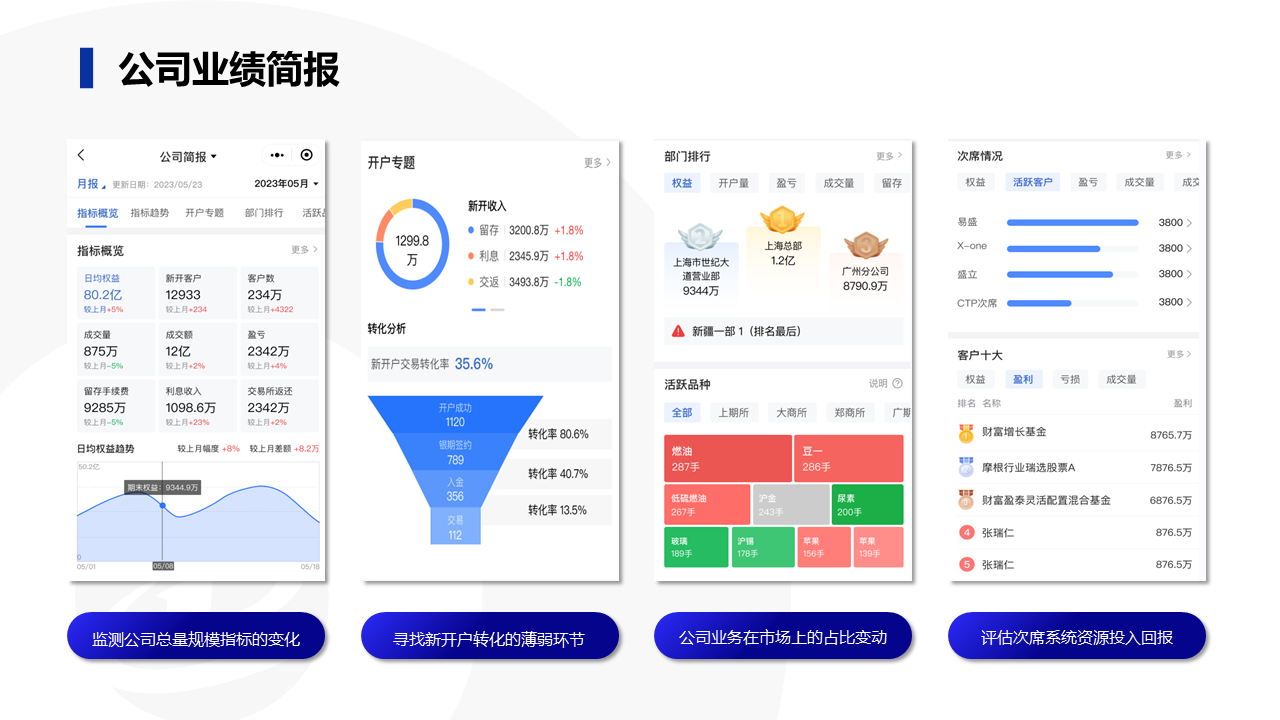 公司业绩简报
公司简报
月报 更新日期：2023/05/23 2023年05月
指标概览 指标趋势 开户专题 部门排行 活跃品
指标概览 更多
日均权益 新开客户 客户数
80.2亿 12933 234万
较上月+5% 较上月+234 较上月+4322
成交量 成交额 盈亏
875万 12亿 2342万
较上月-5% 较上月+2% 较上月+4%
留存手续费 利息收入 交易所返还
9285万 1098.6万 2342万
较上月-5% 较上月+23% 较上月+2%
日均权益趋势 较上月幅度 +8% 较上月差额 +8.2万
50.2亿
期末权益：9344.9万
0
05/01 05/08 05/18
监测公司总量规模指标的变化
开户专题 更多
1299.8
万
新开收入
留存 3200.8万 +1.8%
利息 2345.9万 +1.8%
交返 3493.8万 -1.8%
转化分析
新开户交易转化率 35.6%
开户成功
1120
转化率 80.6%
银期签约
789
转化率 40.7%
入金
356
转化率 13.5%
交易
112
寻找新开户转化的薄弱环节
部门排行 更多
权益 开户量 盈亏 成交量 留存
2 1 3
上海市世纪大
道营业部
9344万
上海总部
1.2亿
广州分公司
8790.9万
新疆一部 1（排名最后）
活跃品种 说明
全部 上期所 大商所 郑商所 广期
燃油 豆一
287手 286手
低硫燃油 沪金 尿素
267手 243手 200手
玻璃 沪锡 苹果 苹果
189手 178手 156手 139手
公司业务在市场上的占比变动
次席情况 更多
权益 活跃客户 盈亏 成交量 成交
易盛 3800
X-one 3800
盛立 3800
CTP次席 3800
客户十大 更多
权益 盈利 亏损 成交量
排名 名称 盈利
1 财富增长基金 8765.7万
2 摩根行业瑞选股票A 7876.5万
3 财富盈泰灵活配置混合基金 6876.5万
4 张瑞仁 876.5万
5 张瑞仁 876.5万
评估次席系统资源投入回报